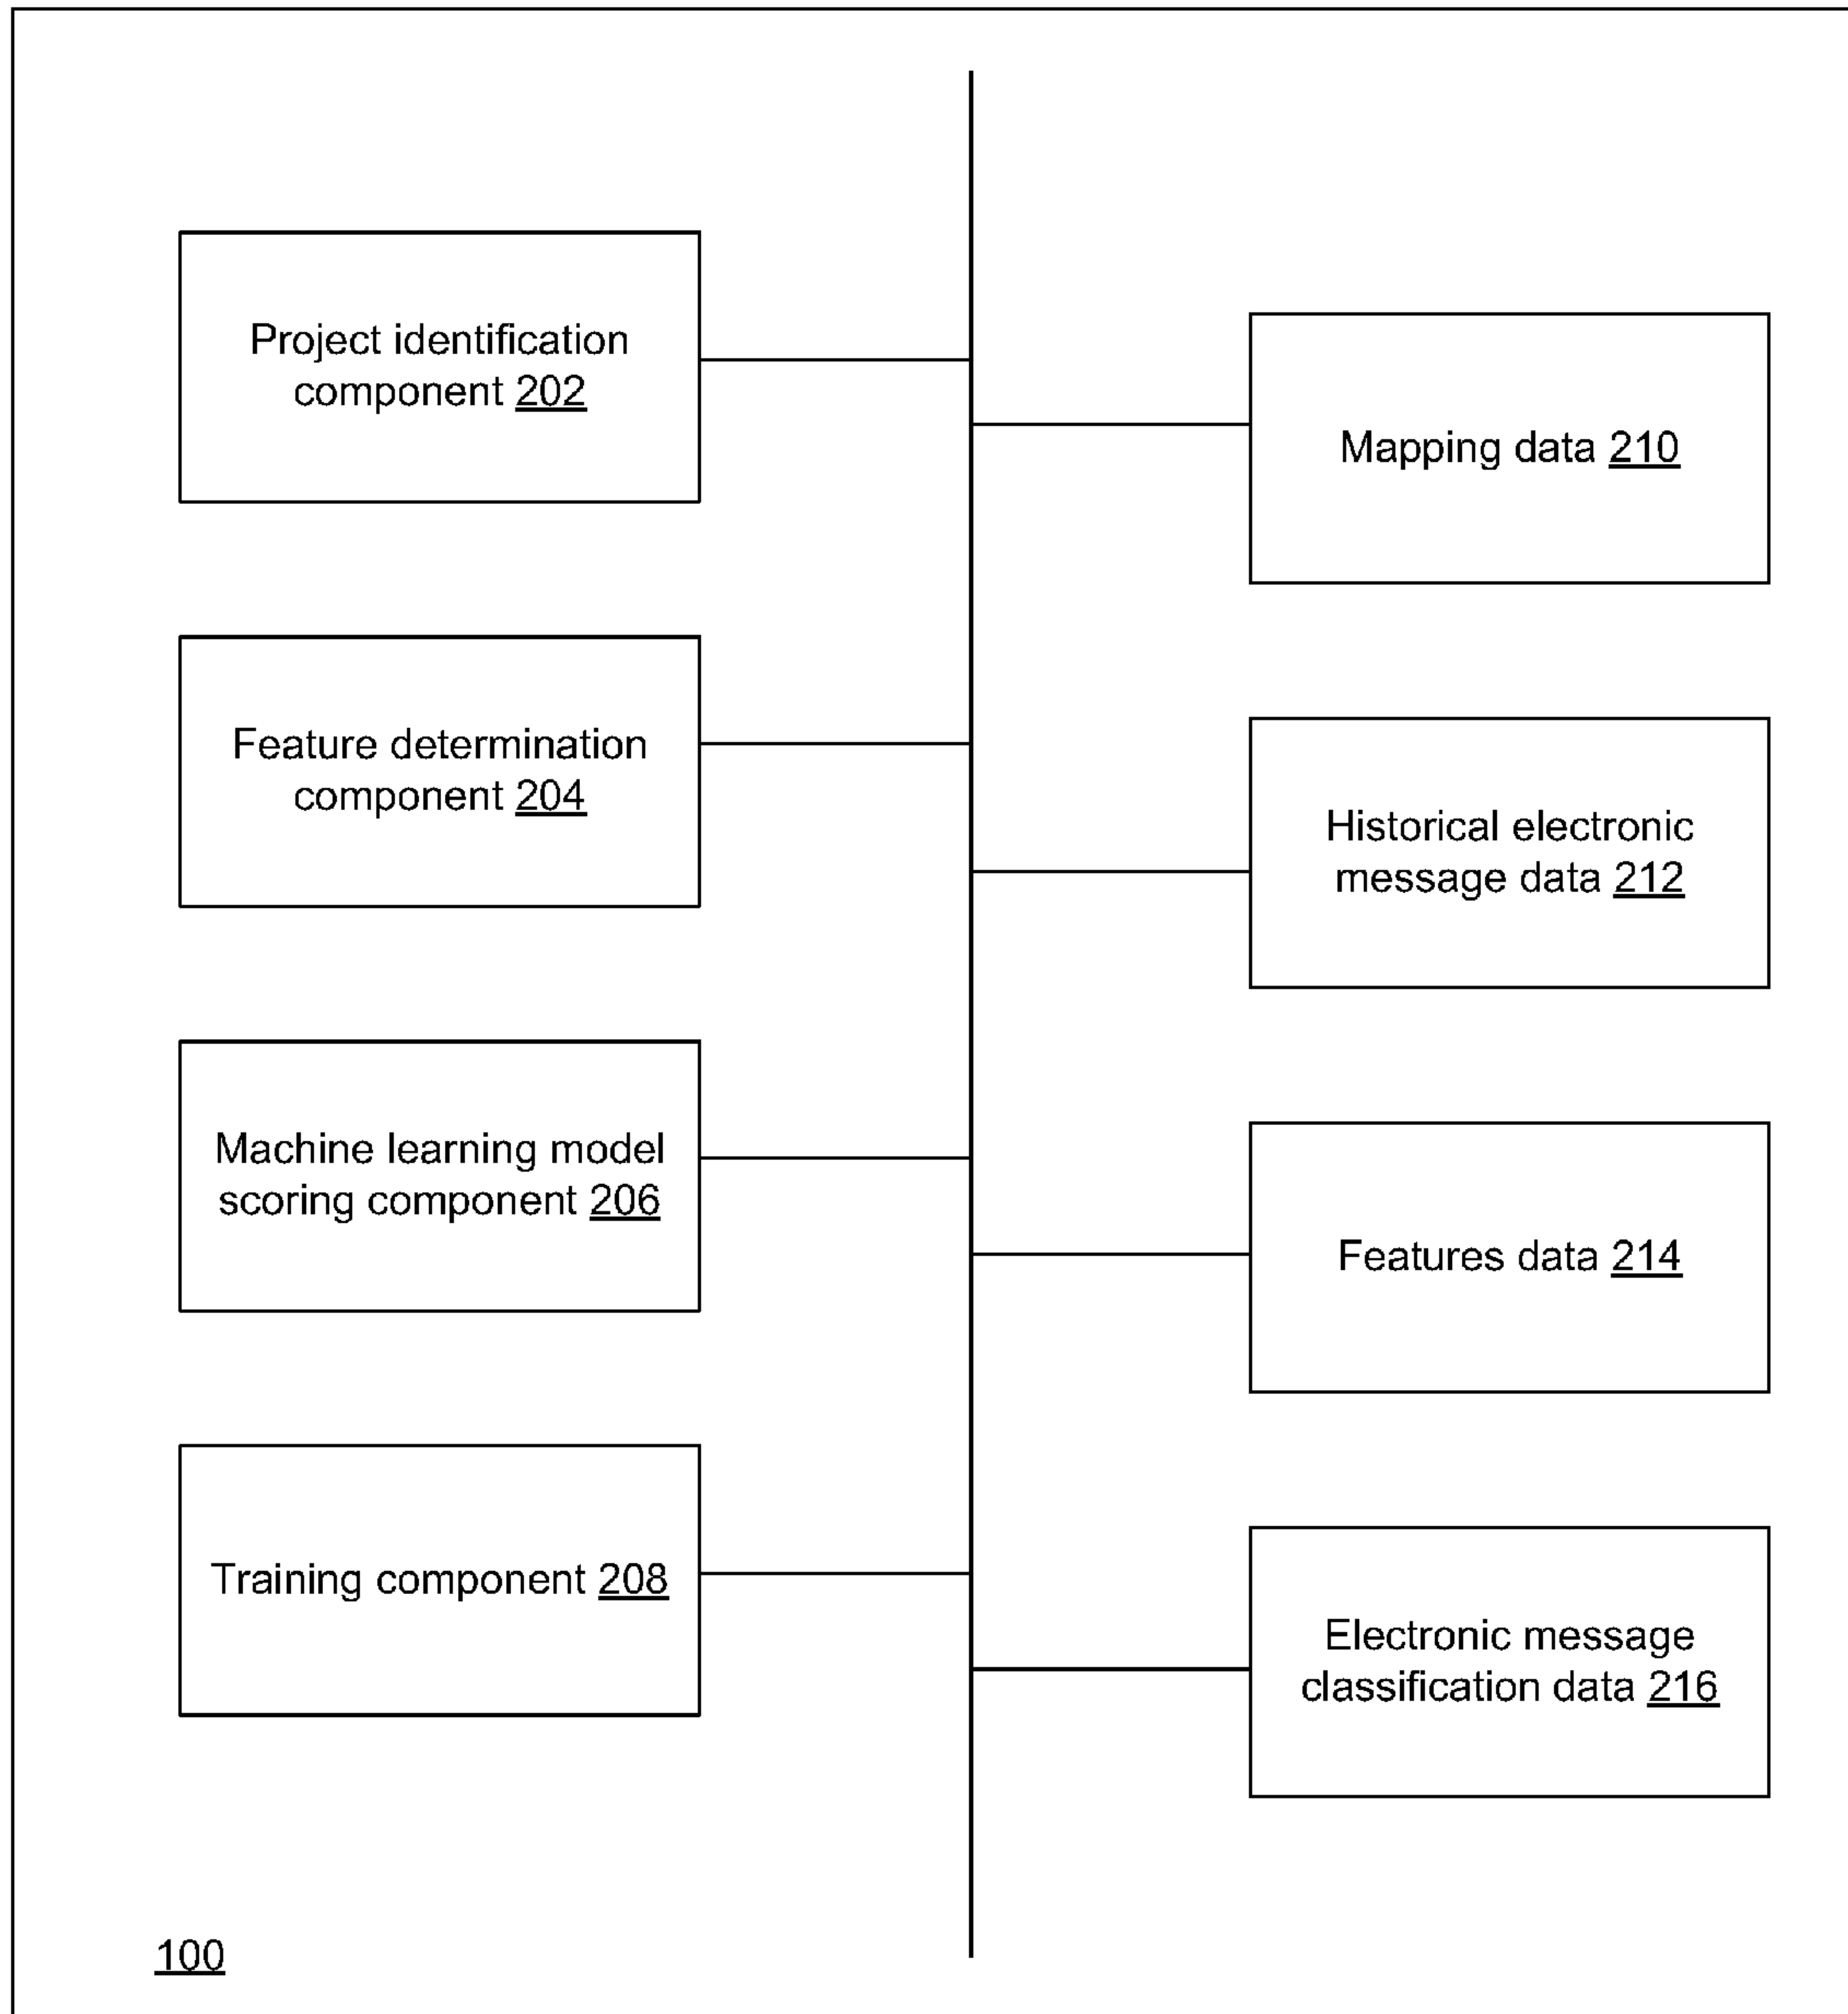 Project identification
component 202
Feature determination
component 204
Machine learning model
scoring component 206
Training component 208
Mapping data 210
Historical electronic
message data 212
Features data 214
Electronic message
classification data 216
100